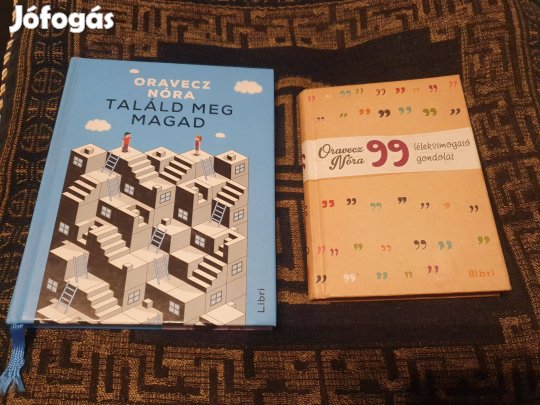 Jófogás
ORAVECZ
NÓRA
TALÁLD MEG
MAGAD
Libri
Oravecz
Nóra
99
léleksimogató
gondolat
libri